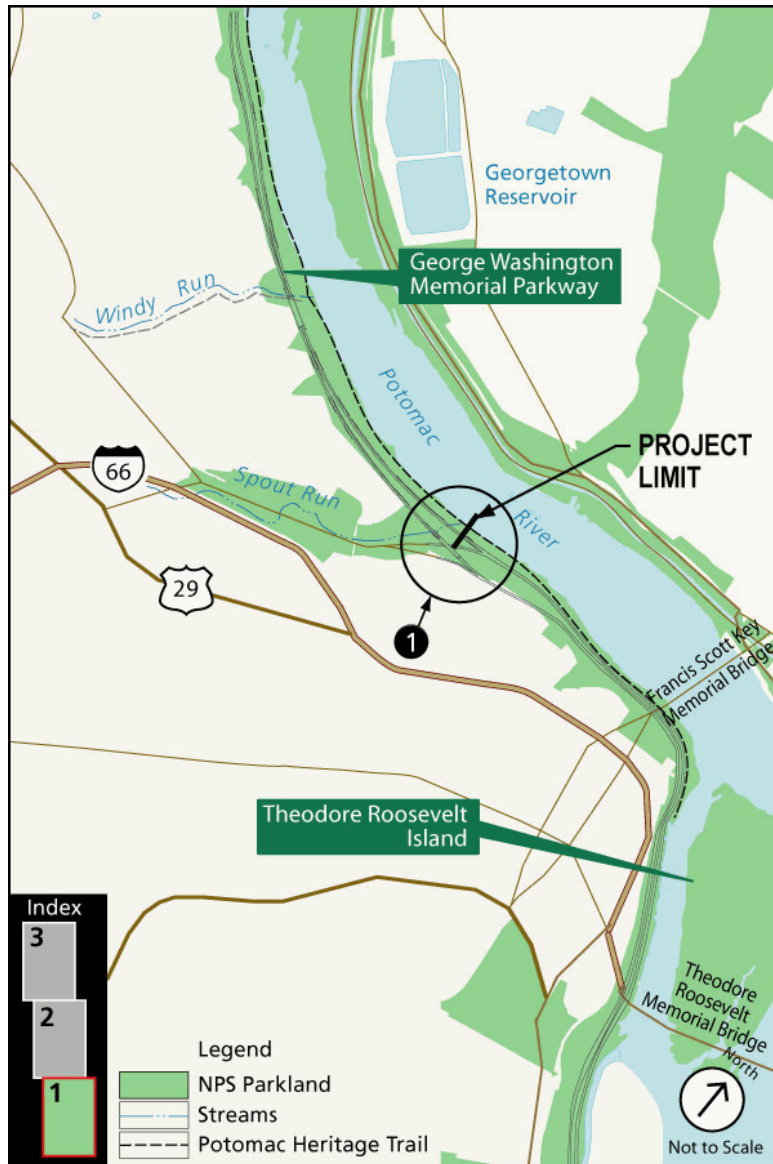 Georgetown
Reservoir
George Washington
Memorial Parkway
Windy Run
Potomac
River
PROJECT
LIMIT
66
Spout Run
29
1
Francis Scott Key
Memorial Bridge
Theodore Roosevelt
Island
Index
3
2
1
Theodore
Roosevelt
Memorial Bridge
North
Not to Scale
Legend
NPS Parkland
Streams
Potomac Heritage Trail